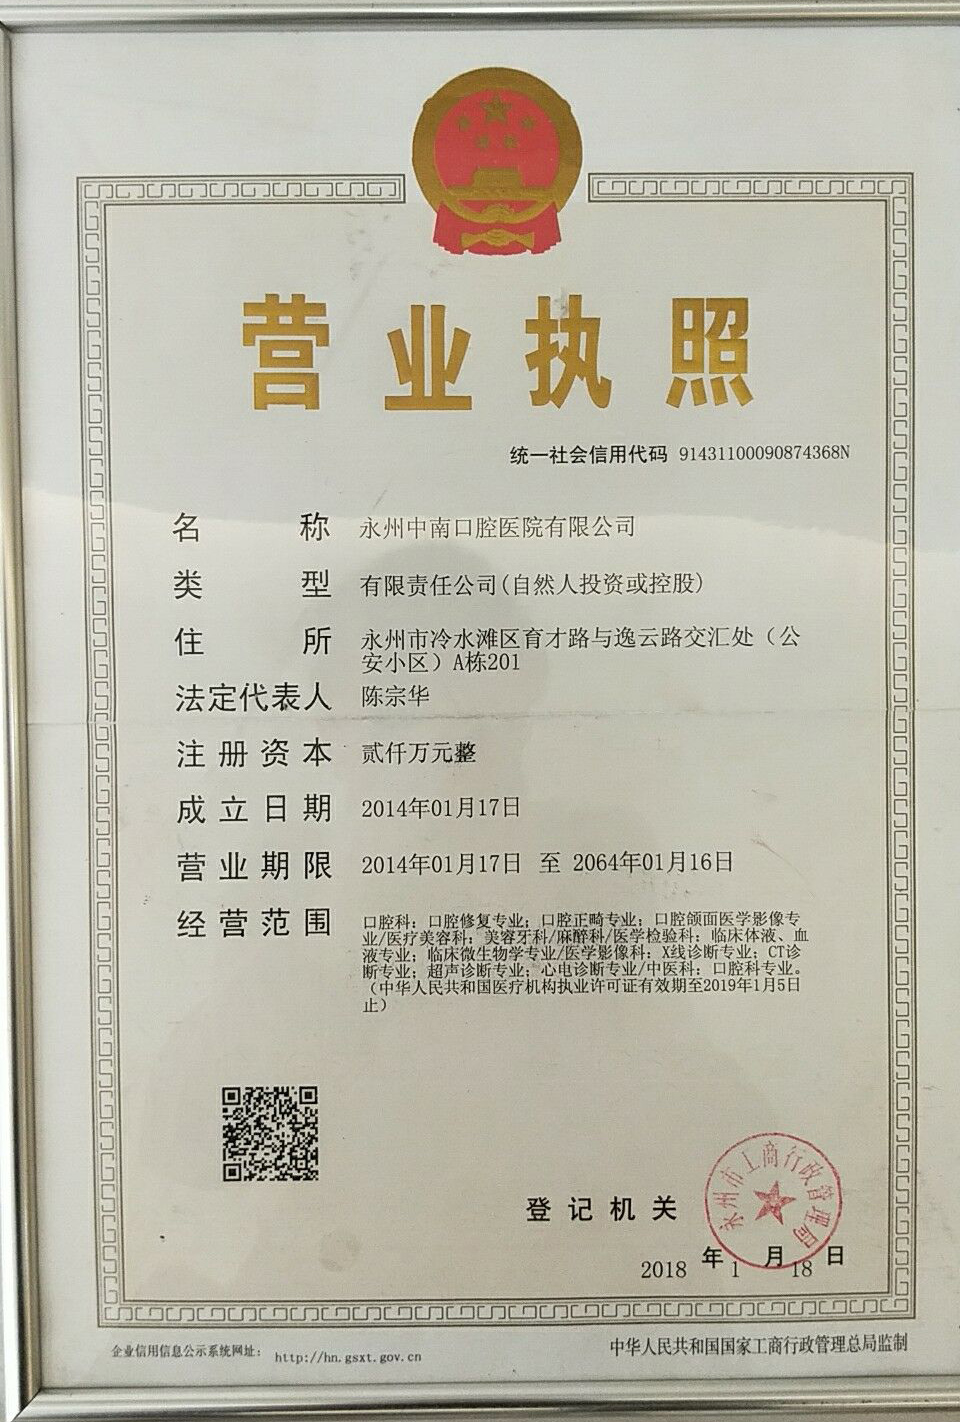 营业执照
统一社会信用代码 91431100090874368N
名称 永州中南口腔医院有限公司
类型 有限责任公司(自然人投资或控股)
住所 永州市冷水滩区育才路与逸云路交汇处（公
安小区）A栋201
法定代表人 陈宗华
注册资本 贰仟万元整
成立日期 2014年01月17日
营业期限 2014年01月17日 至 2064年01月16日
经营范围 口腔科：口腔修复专业；口腔正畸专业；口腔颌面医学影像专
业/医疗美容科：美容牙科/麻醉科/医学检验科：临床体液、血
液专业；临床微生物学专业/医学影像科：X线诊断专业；CT诊
断专业；超声诊断专业；心电诊断专业/中医科：口腔科专业。
（中华人民共和国医疗机构执业许可证有效期至2019年1月5日
止）
永州市工商行政管理局
登记机关
2018年1月18日
企业信用信息公示系统网址： http://hn.gsxt.gov.cn
中华人民共和国国家工商行政管理总局监制